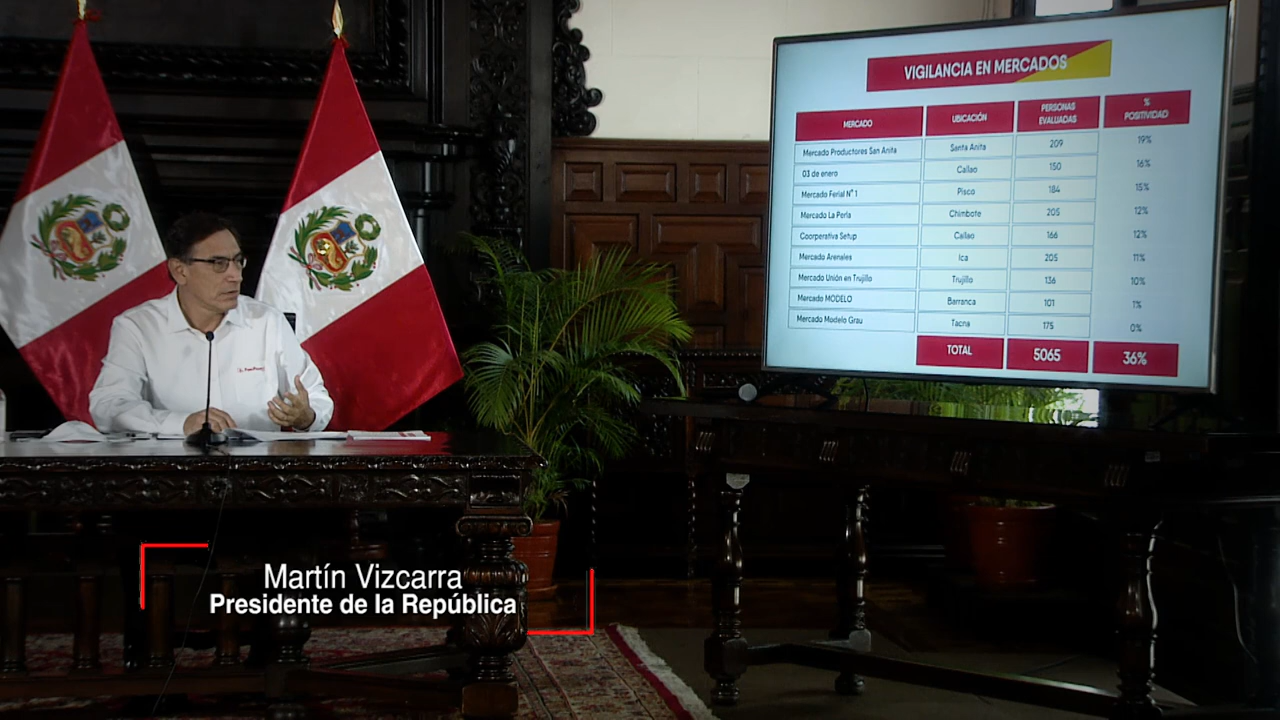 VIGILANCIA EN MERCADOS
MERCADO UBICACIÓN PERSONAS EVALUADAS % POSITIVIDAD
Mercado Productores San Anita Santa Anita 209 19%
03 de enero Callao 150 16%
Mercado Ferial N° 1 Pisco 184 15%
Mercado La Perla Chimbote 205 12%
Coorperativa Setup Callao 166 12%
Mercado Arenales Ica 205 11%
Mercado Unión en Trujillo Trujillo 136 10%
Mercado MODELO Barranca 101 1%
Mercado Modelo Grau Tacna 175 0%
TOTAL 5065 36%
Martín Vizcarra
Presidente de la República